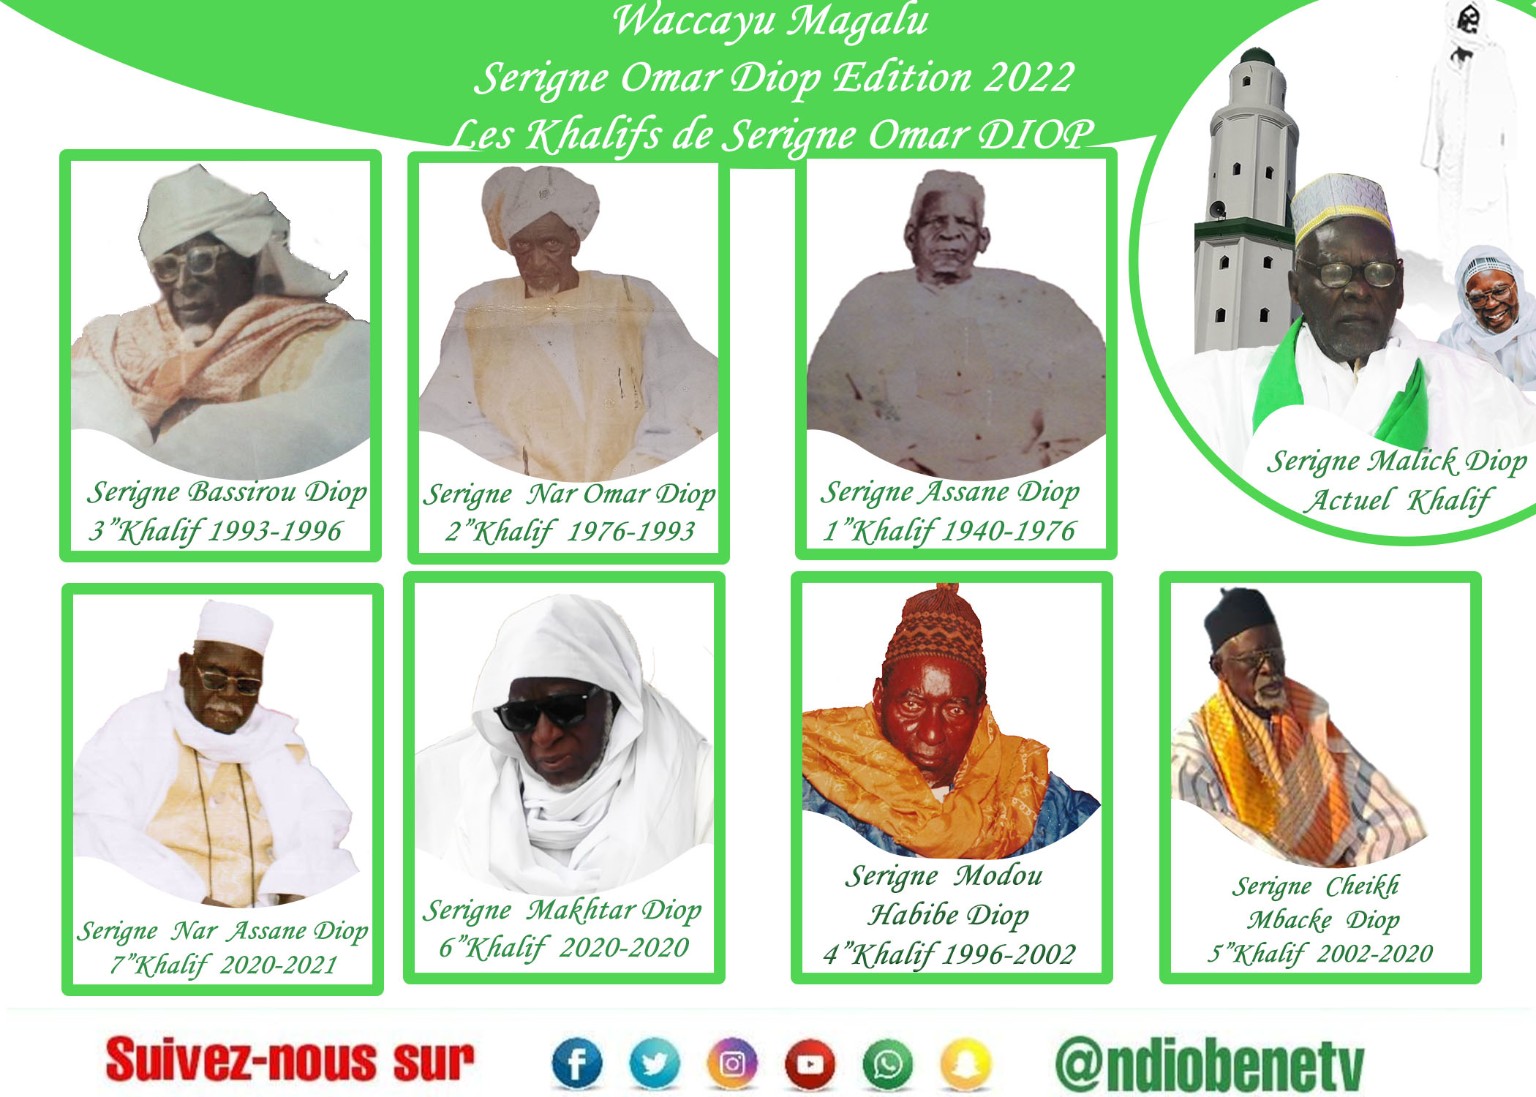 Waccayu Magalu
Serigne Omar Diop Edition 2022
Les Khalifs de Serigne Omar DIOP
Serigne Bassirou Diop
3”Khalif 1993-1996
Serigne Nar Omar Diop
2”Khalif 1976-1993
Serigne Assane Diop
1”Khalif 1940-1976
Serigne Malick Diop
Actuel Khalif
Serigne Nar Assane Diop
7”Khalif 2020-2021
Serigne Makhtar Diop
6”Khalif 2020-2020
Serigne Modou
Habibe Diop
4”Khalif 1996-2002
Serigne Cheikh
Mbacke Diop
5”Khalif 2002-2020
Suivez-nous sur
@ndiobenetv